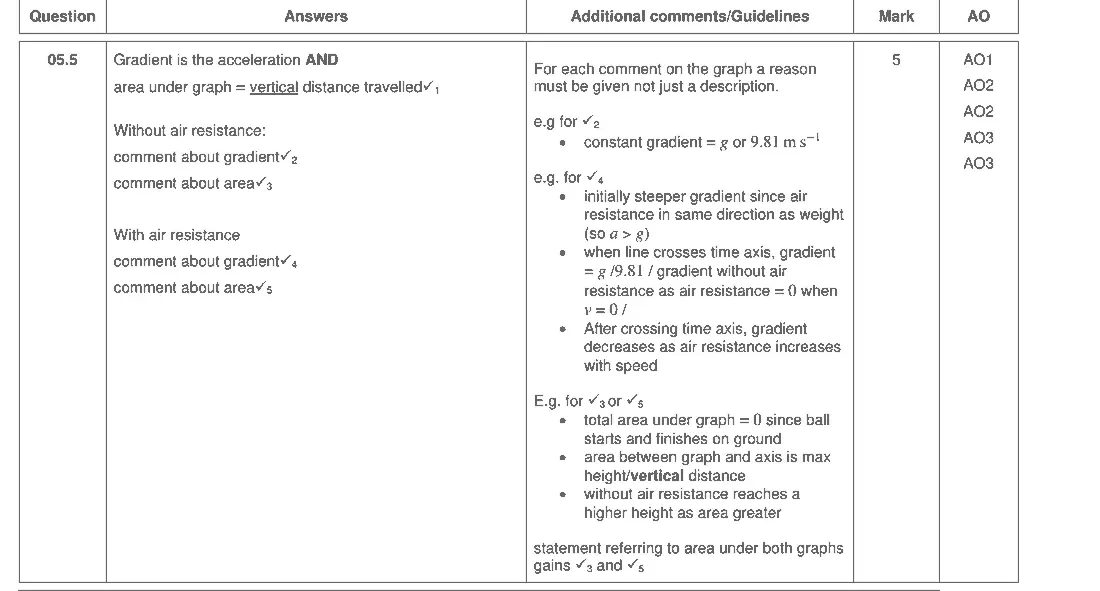 Question Answers Additional comments/Guidelines Mark AO
05.5
Gradient is the acceleration AND
area under graph = vertical distance travelled✓1
Without air resistance:
comment about gradient✓2
comment about area✓3
With air resistance
comment about gradient✓4
comment about area✓5
For each comment on the graph a reason
must be given not just a description.
e.g for ✓2
• constant gradient = g or 9.81 m s−1
e.g. for ✓4
• initially steeper gradient since air
resistance in same direction as weight
(so a > g)
• when line crosses time axis, gradient
= g /9.81 / gradient without air
resistance as air resistance = 0 when
v = 0 /
• After crossing time axis, gradient
decreases as air resistance increases
with speed
E.g. for ✓3 or ✓5
• total area under graph = 0 since ball
starts and finishes on ground
• area between graph and axis is max
height/vertical distance
• without air resistance reaches a
higher height as area greater
statement referring to area under both graphs
gains ✓3 and ✓5
5
AO1
AO2
AO2
AO3
AO3